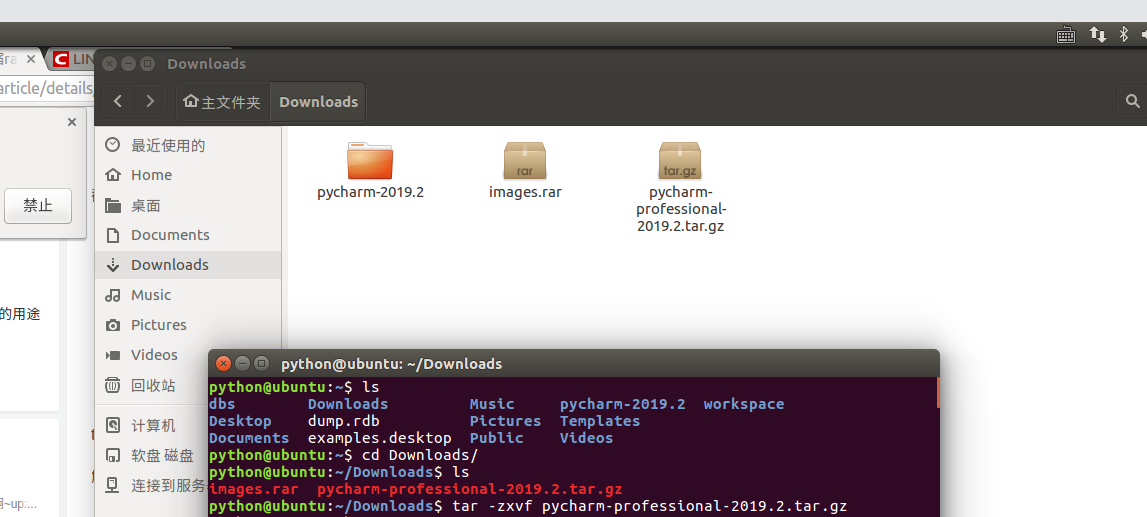 LIN
Downloads
article/details,
主文件夹
Downloads
禁止
最近使用的
Home
桌面
Documents
Downloads
Music
Pictures
Videos
回收站
计算机
软盘 磁盘
连接到服务
的用途
pycharm-2019.2
rar
images.rar
tar.gz
pycharm-
professional-
2019.2.tar.gz
python@ubuntu: ~/Downloads
python@ubuntu:~$ ls
dbs Downloads Music pycharm-2019.2 workspace
Desktop dump.rdb Pictures Templates
Documents examples.desktop Public Videos
python@ubuntu:~$ cd Downloads/
python@ubuntu:~/Downloads$ ls
images.rar pycharm-professional-2019.2.tar.gz
python@ubuntu:~/Downloads$ tar -zxvf pycharm-professional-2019.2.tar.gz